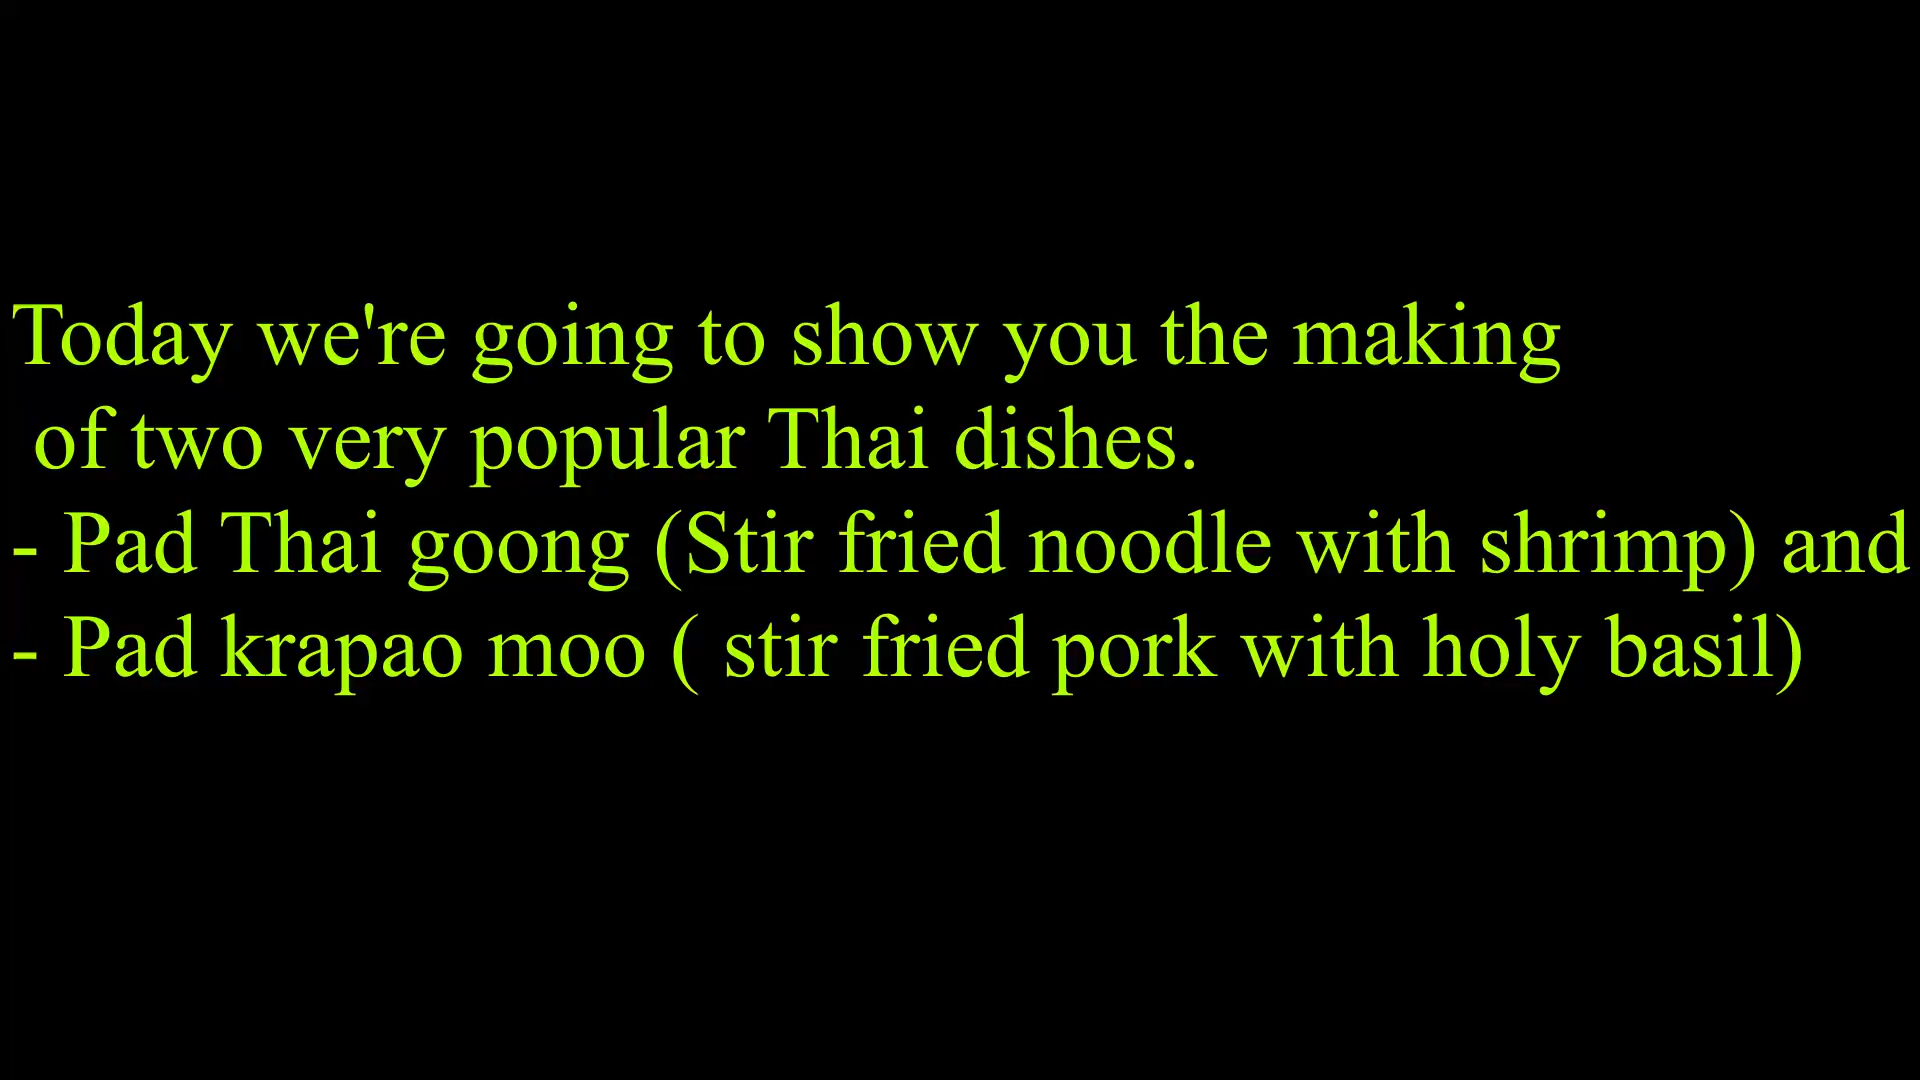 Today we're going to show you the making
of two very popular Thai dishes.
- Pad Thai goong (Stir fried noodle with shrimp) and
- Pad krapao moo ( stir fried pork with holy basil)